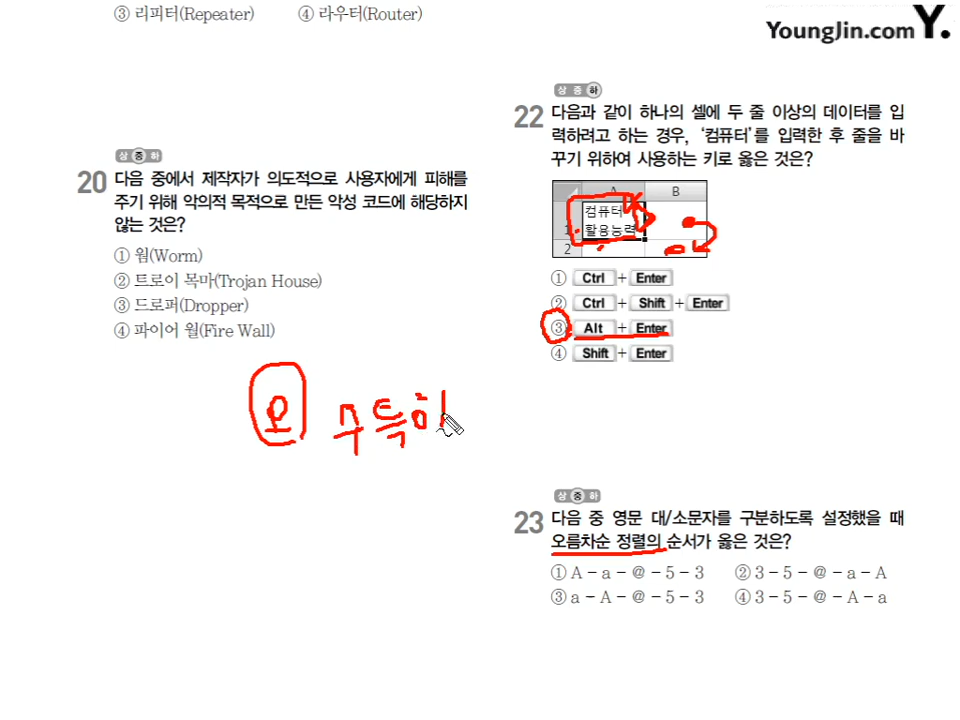 ③ 리피터(Repeater) ④ 라우터(Router)
YoungJin.com Y.
상 중 하
20 다음 중에서 제작자가 의도적으로 사용자에게 피해를
주기 위해 악의적 목적으로 만든 악성 코드에 해당하지
않는 것은?
① 웜(Worm)
② 트로이 목마(Trojan House)
③ 드로퍼(Dropper)
④ 파이어 월(Fire Wall)
오 수특하
상 중 하
22 다음과 같이 하나의 셀에 두 줄 이상의 데이터를 입
력하려고 하는 경우, ‘컴퓨터’를 입력한 후 줄을 바
꾸기 위하여 사용하는 키로 옳은 것은?
A B
컴퓨터
1 활용능력
2
① Ctrl + Enter
② Ctrl + Shift + Enter
③ Alt + Enter
④ Shift + Enter
상 중 하
23 다음 중 영문 대/소문자를 구분하도록 설정했을 때
오름차순 정렬의 순서가 옳은 것은?
① A - a - @ - 5 - 3 ② 3 - 5 - @ - a - A
③ a - A - @ - 5 - 3 ④ 3 - 5 - @ - A - a